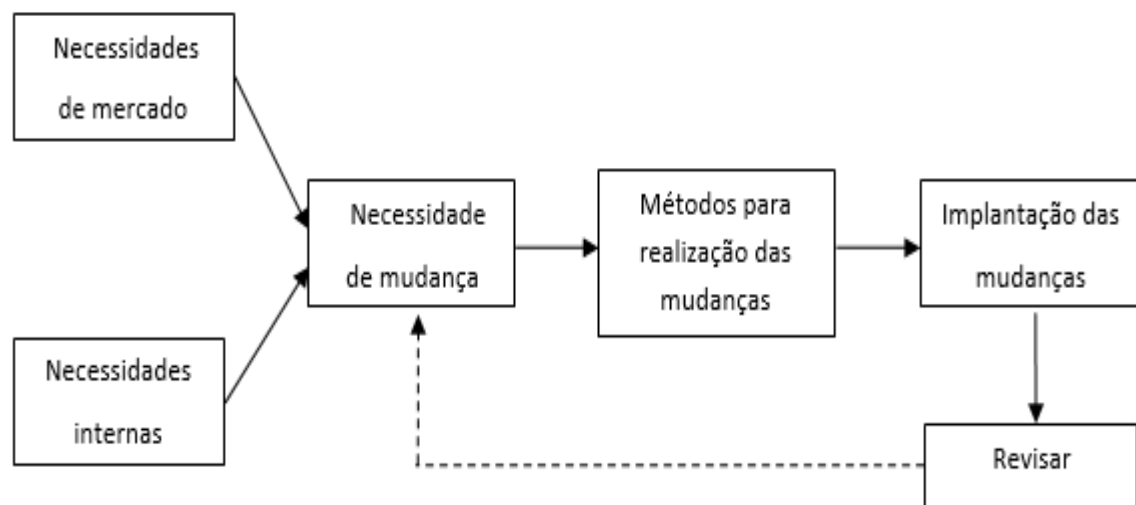 Necessidades
de mercado
Necessidades
internas
Necessidade
de mudança
Métodos para
realização das
mudanças
Implantação das
mudanças
Revisar